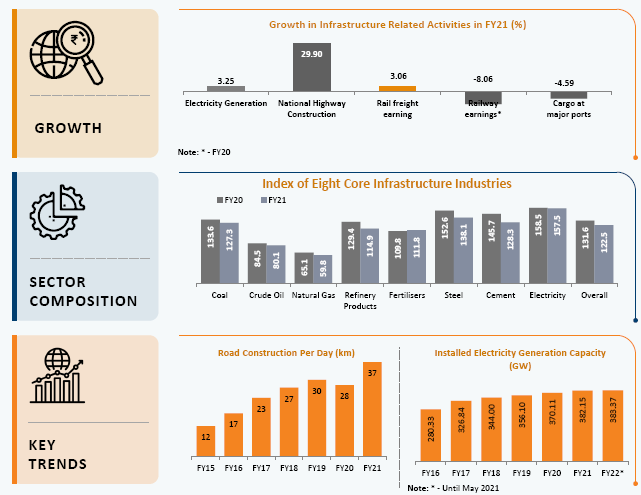 Growth in Infrastructure Related Activities in FY21 (%)
29.90
3.25
3.06
-8.06
-4.59
Electricity Generation
National Highway
Construction
Rail freight
earning
Railway
earnings*
Cargo at
major ports
GROWTH
Note: * - FY20
Index of Eight Core Infrastructure Industries
FY20
FY21
133.6
127.3
84.5
80.1
65.1
59.8
129.4
114.9
109.8
111.8
152.6
138.1
145.7
128.3
158.5
157.5
131.6
122.5
Coal
Crude Oil
Natural Gas
Refinery
Products
Fertilisers
Steel
Cement
Electricity
Overall
SECTOR
COMPOSITION
Road Construction Per Day (km)
12
17
23
27
30
28
37
FY15
FY16
FY17
FY18
FY19
FY20
FY21
Installed Electricity Generation Capacity
(GW)
280.33
326.84
344.00
356.10
370.11
382.15
383.37
FY16
FY17
FY18
FY19
FY20
FY21
FY22*
KEY
TRENDS
Note: * - Until May 2021
₹